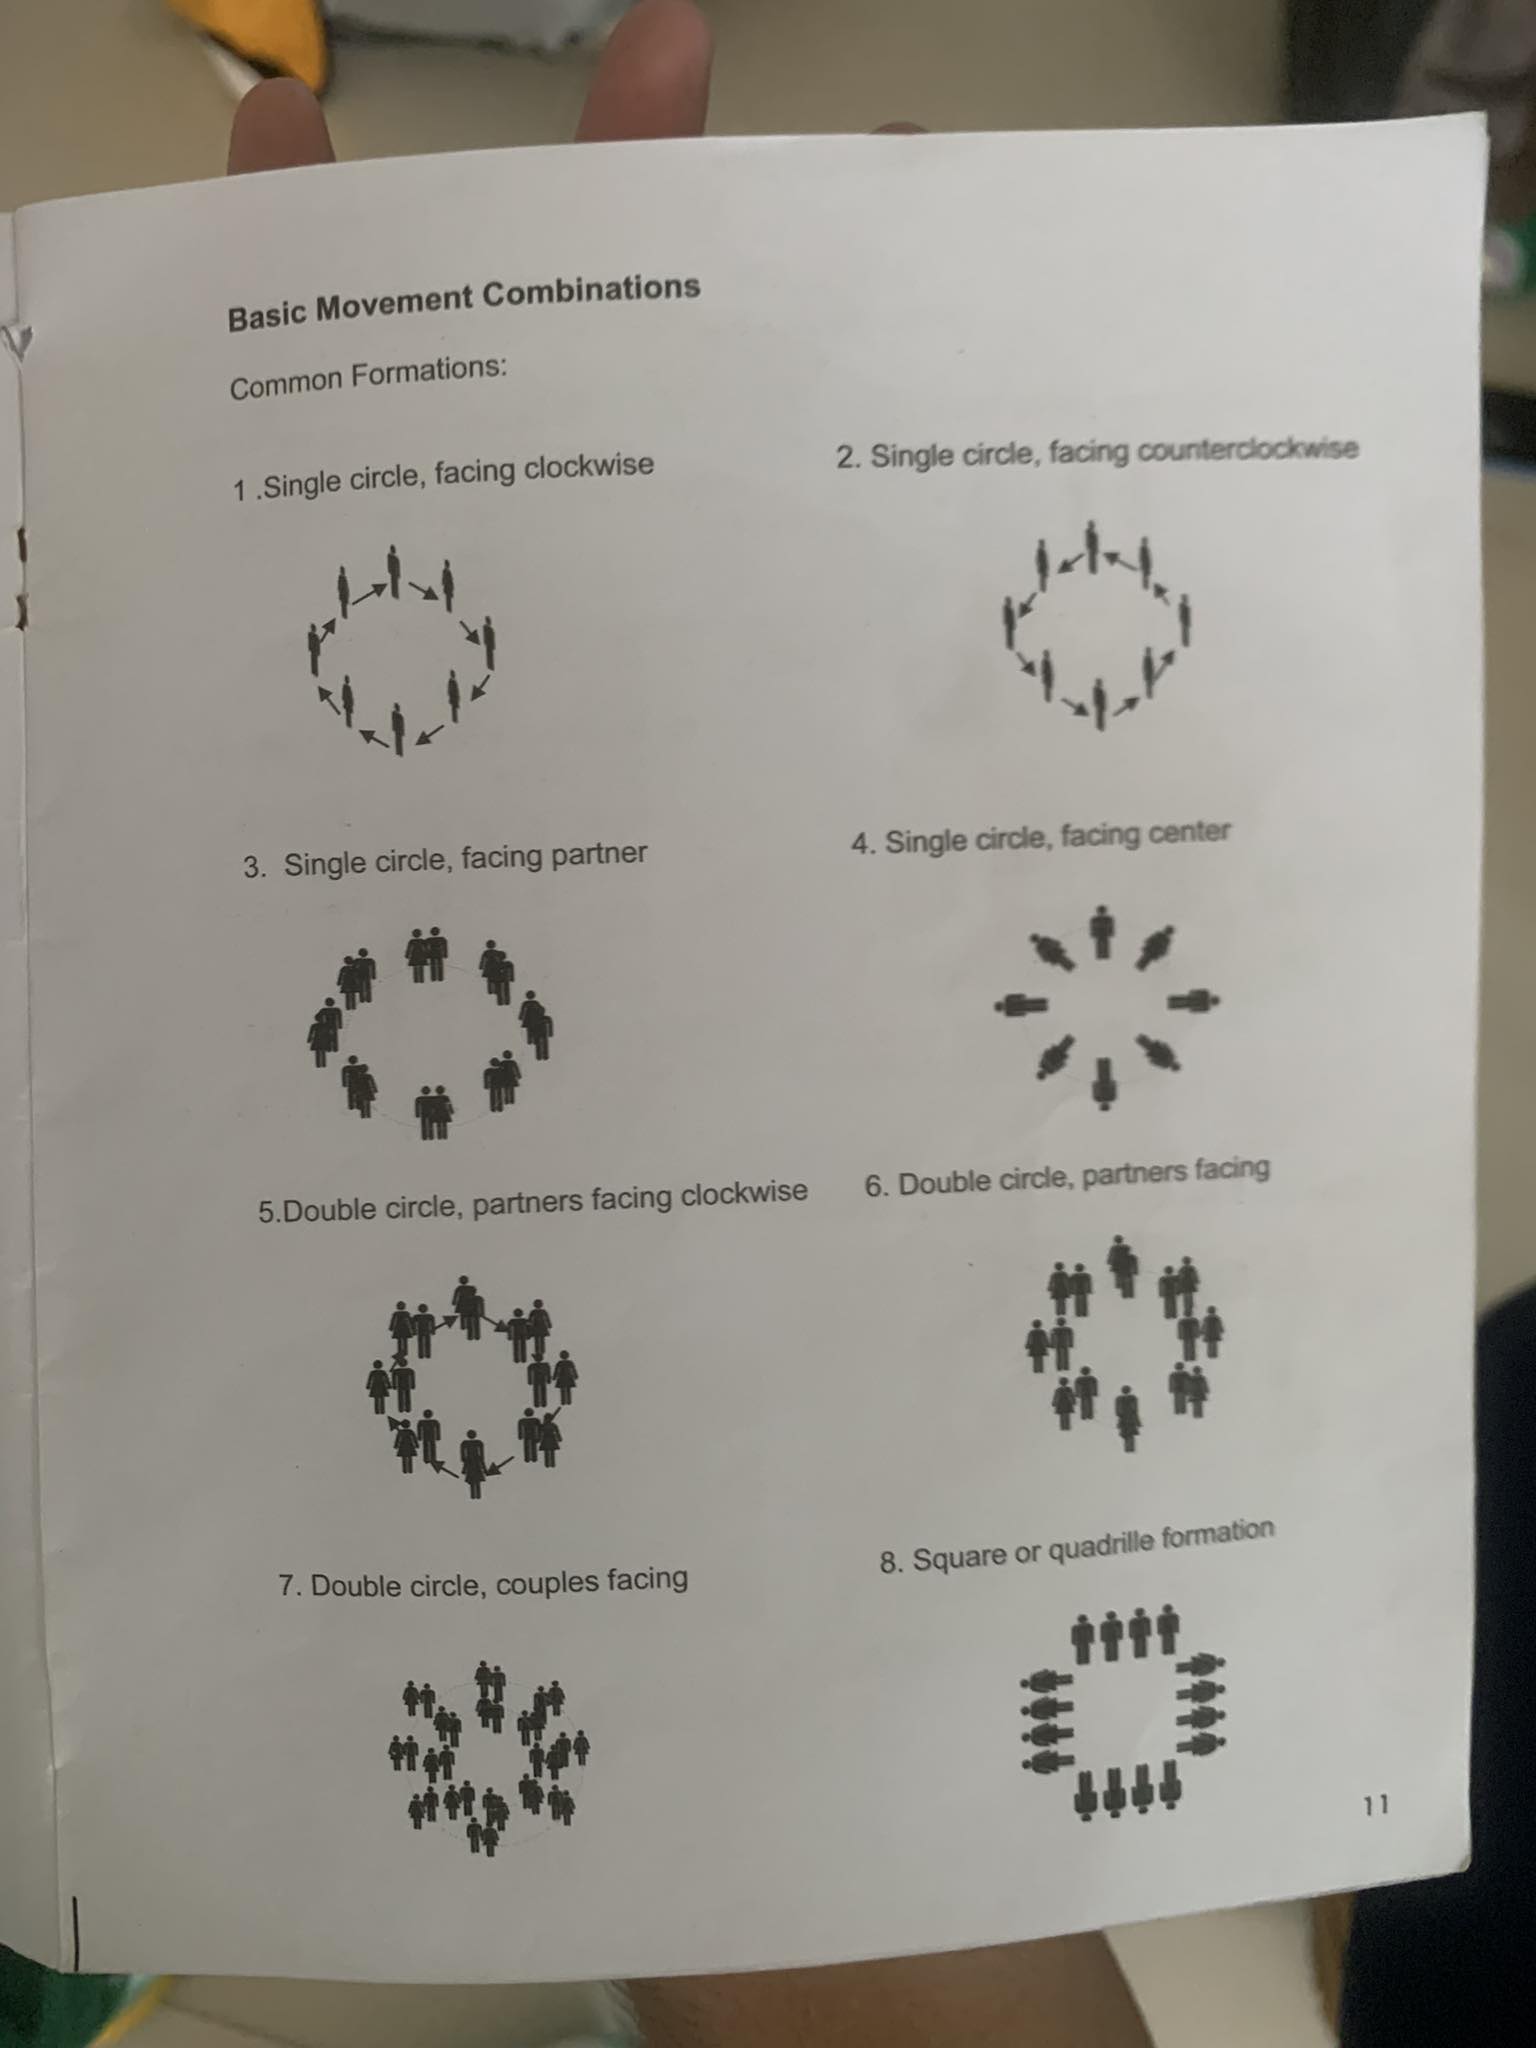 Basic Movement Combinations
Common Formations:
1 .Single circle, facing clockwise
2. Single circle, facing counterclockwise
3. Single circle, facing partner
4. Single circle, facing center
5.Double circle, partners facing clockwise
6. Double circle, partners facing
7. Double circle, couples facing
8. Square or quadrille formation
11